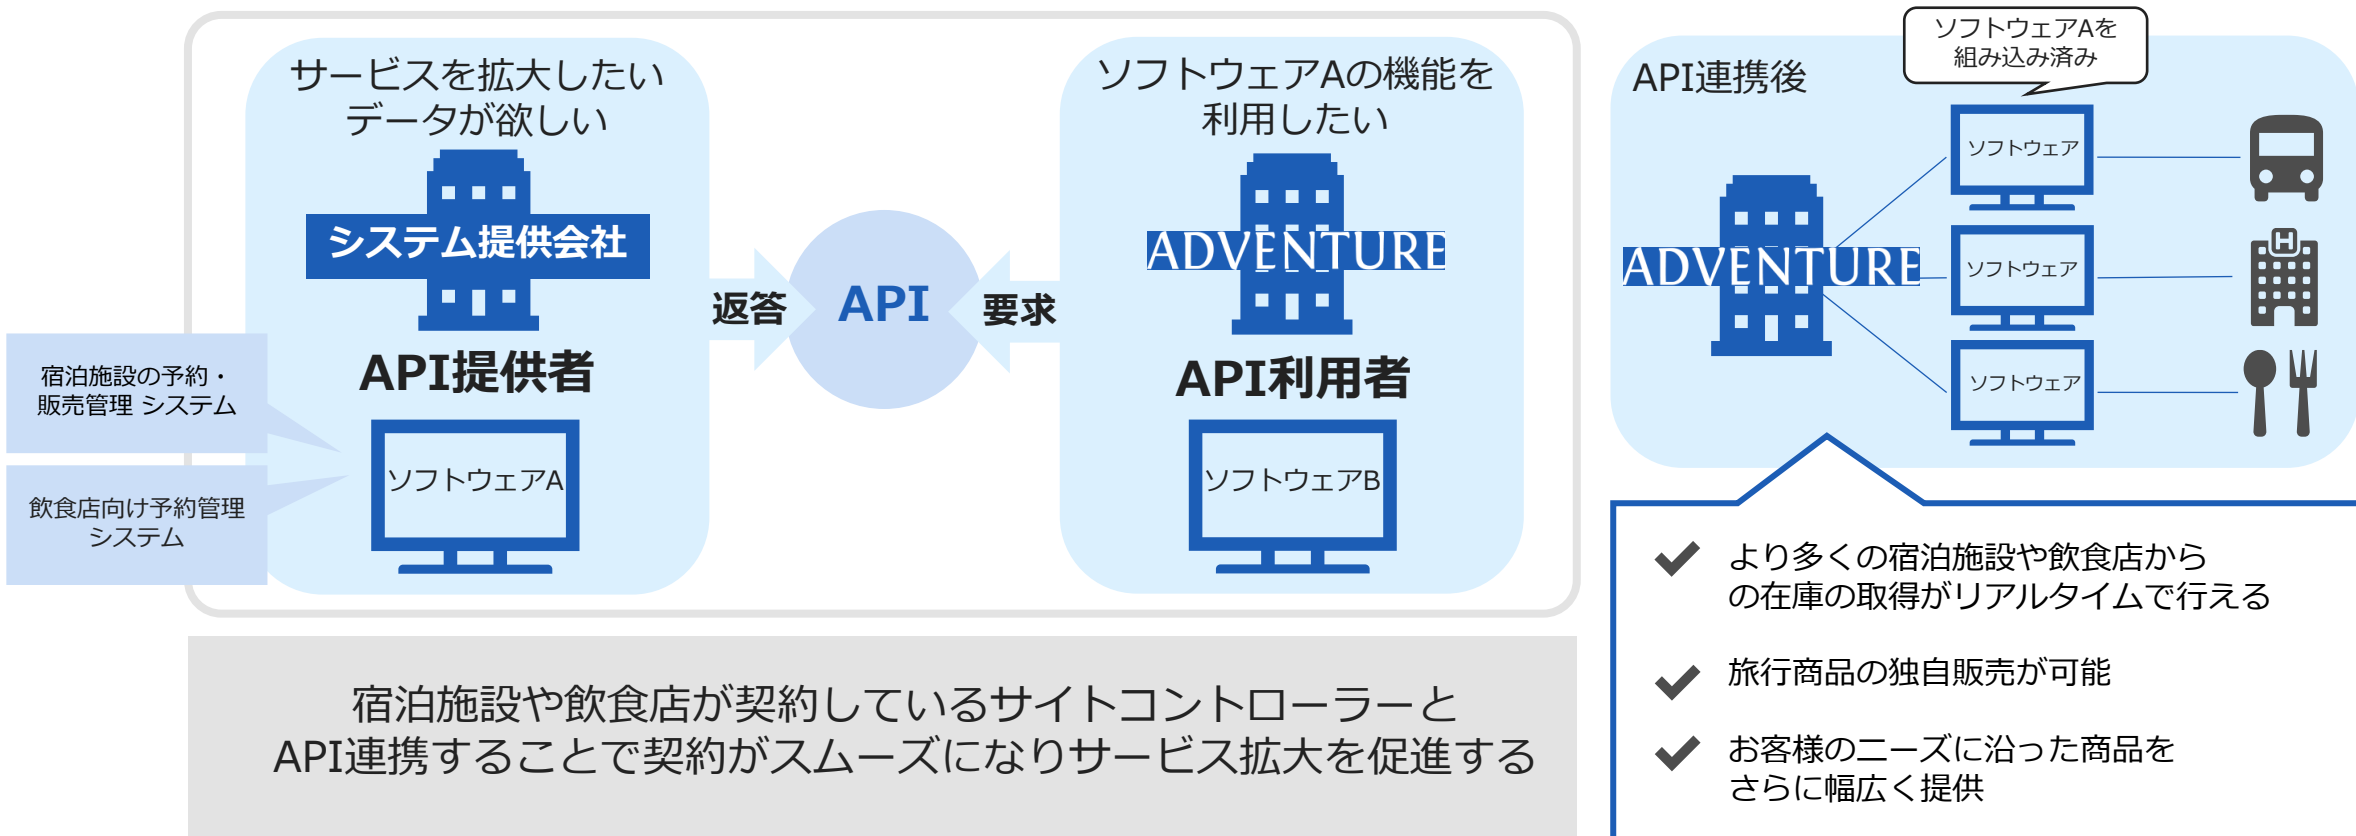 サービスを拡大したい
データが欲しい
システム提供会社
API提供者
ソフトウェアA
宿泊施設の予約・
販売管理 システム
飲食店向け予約管理
システム
返答
API
要求
ソフトウェアAの機能を
利用したい
ADVENTURE
API利用者
ソフトウェアB
宿泊施設や飲食店が契約しているサイトコントローラーと
API連携することで契約がスムーズになりサービス拡大を促進する
API連携後
ソフトウェアAを
組み込み済み
ADVENTURE
ソフトウェア
ソフトウェア
ソフトウェア
H
より多くの宿泊施設や飲食店から
の在庫の取得がリアルタイムで行える
旅行商品の独自販売が可能
お客様のニーズに沿った商品を
さらに幅広く提供